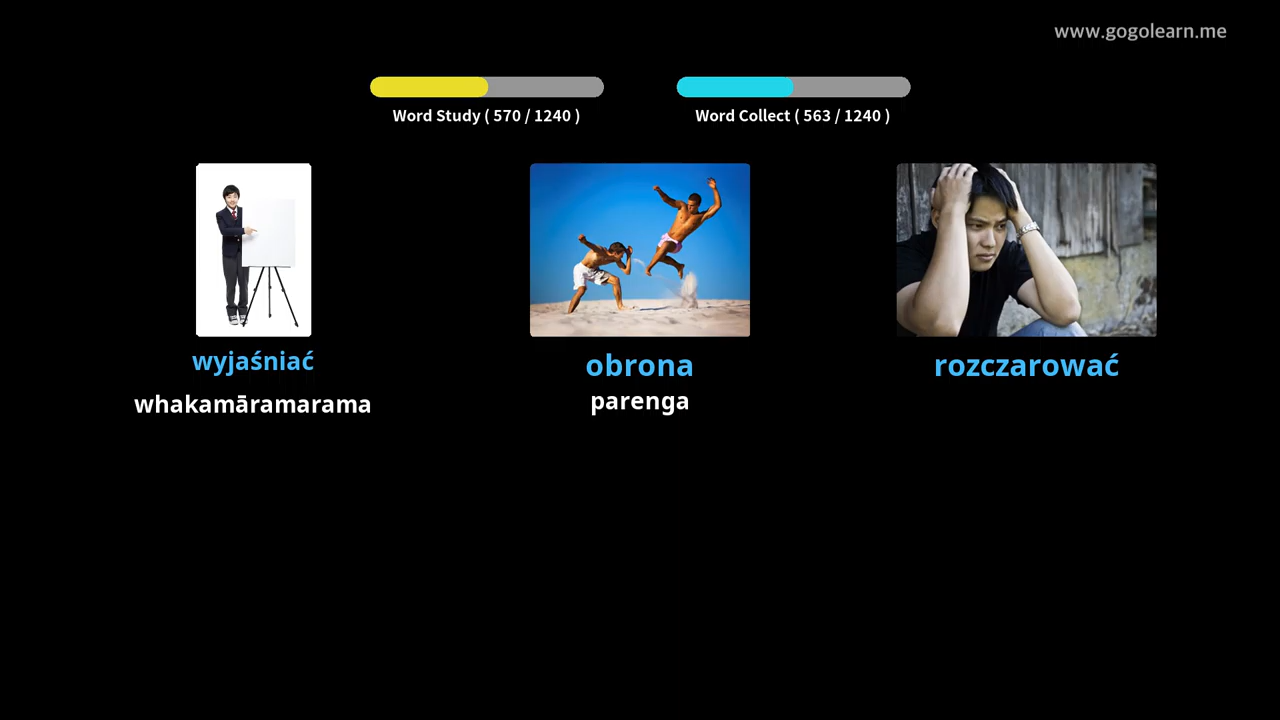 www.gogolearn.me
Word Study ( 570 / 1240 )
Word Collect ( 563 / 1240 )
wyjaśniać
whakamāramarama
obrona
parenga
rozczarować